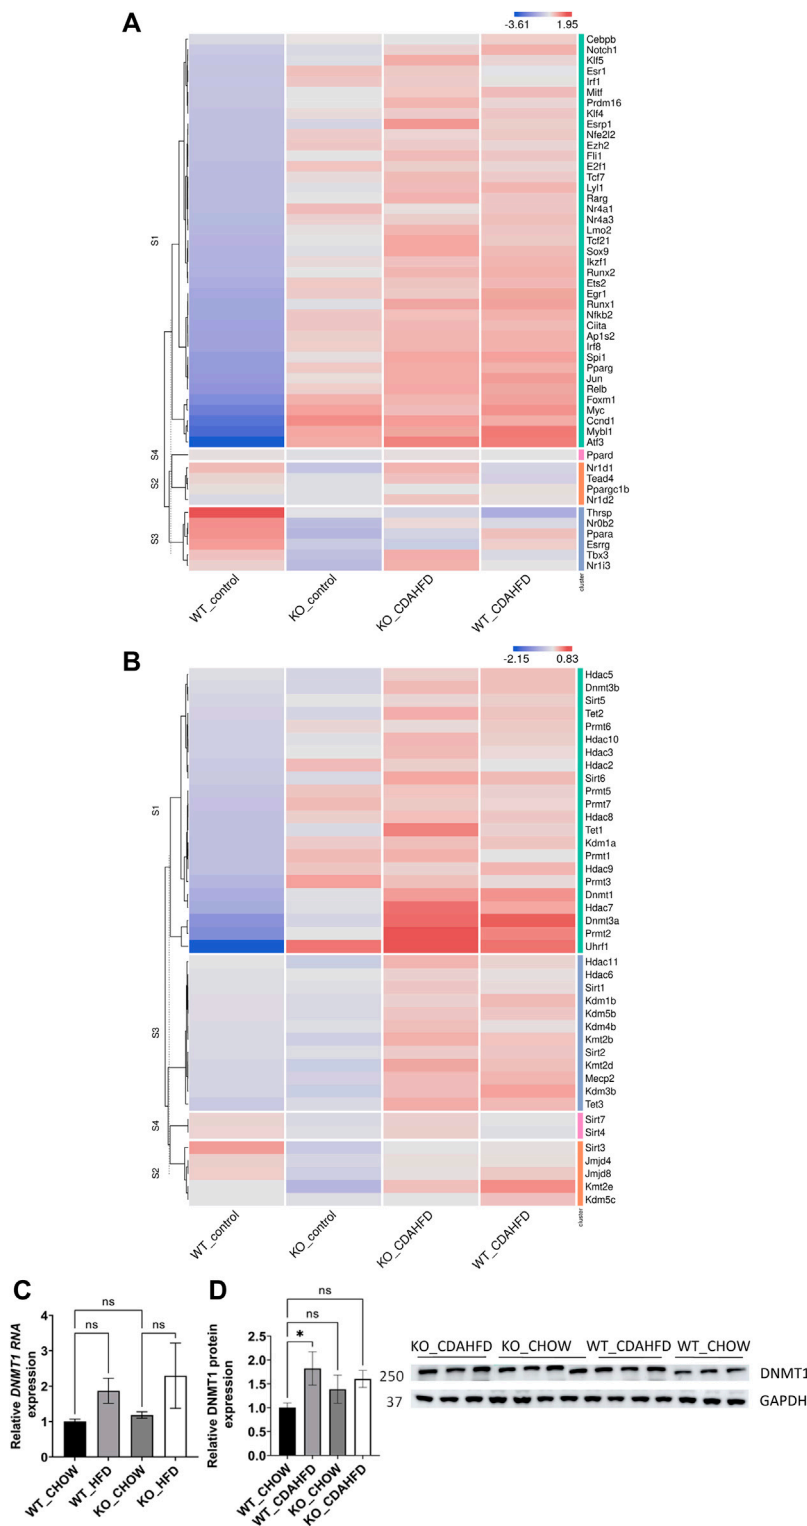 A
-3.61 1.95
Cebpb
Notch1
Klf5
Esr1
Irf1
Mitf
Prdm16
Klf4
Esrp1
Nfe2l2
Ezh2
Fli1
E2f1
Tcf7
Lyl1
Rarg
Nr4a1
Nr4a3
Lmo2
Tcf21
Sox9
Ikzf1
Runx2
Ets2
Egr1
Runx1
Nfkb2
Ciita
Ap1s2
Irf8
Spi1
Pparg
Jun
Relb
Foxm1
Myc
Ccnd1
Mybl1
Atf3
Ppard
Nr1d1
Tead4
Ppargc1b
Nr1d2
Thrsp
Nr0b2
Ppara
Esrrg
Tbx3
Nr1i3
S1
S4
S2
S3
cluster
WT_control
KO_control
KO_CDAHFD
WT_CDAHFD
B
-2.15 0.83
Hdac5
Dnmt3b
Sirt5
Tet2
Prmt6
Hdac10
Hdac3
Hdac2
Sirt6
Prmt5
Prmt7
Hdac8
Tet1
Kdm1a
Prmt1
Hdac9
Prmt3
Dnmt1
Hdac7
Dnmt3a
Prmt2
Uhrf1
Hdac11
Hdac6
Sirt1
Kdm1b
Kdm5b
Kdm4b
Kmt2b
Sirt2
Kmt2d
Mecp2
Kdm3b
Tet3
Sirt7
Sirt4
Sirt3
Jmjd4
Jmjd8
Kmt2e
Kdm5c
S1
S3
S4
S2
cluster
WT_control
KO_control
KO_CDAHFD
WT_CDAHFD
C
Relative DNMT1 RNA
expression
4
3
2
1
0
ns
ns
ns
WT_CHOW
WT_HFD
KO_CHOW
KO_HFD
D
Relative DNMT1 protein
expression
2.5
2.0
1.5
1.0
0.5
0.0
ns
ns
*
WT_CHOW
WT_CDAHFD
KO_CHOW
KO_CDAHFD
KO_CDAHFD KO_CHOW WT_CDAHFD WT_CHOW
250 DNMT1
37 GAPDH